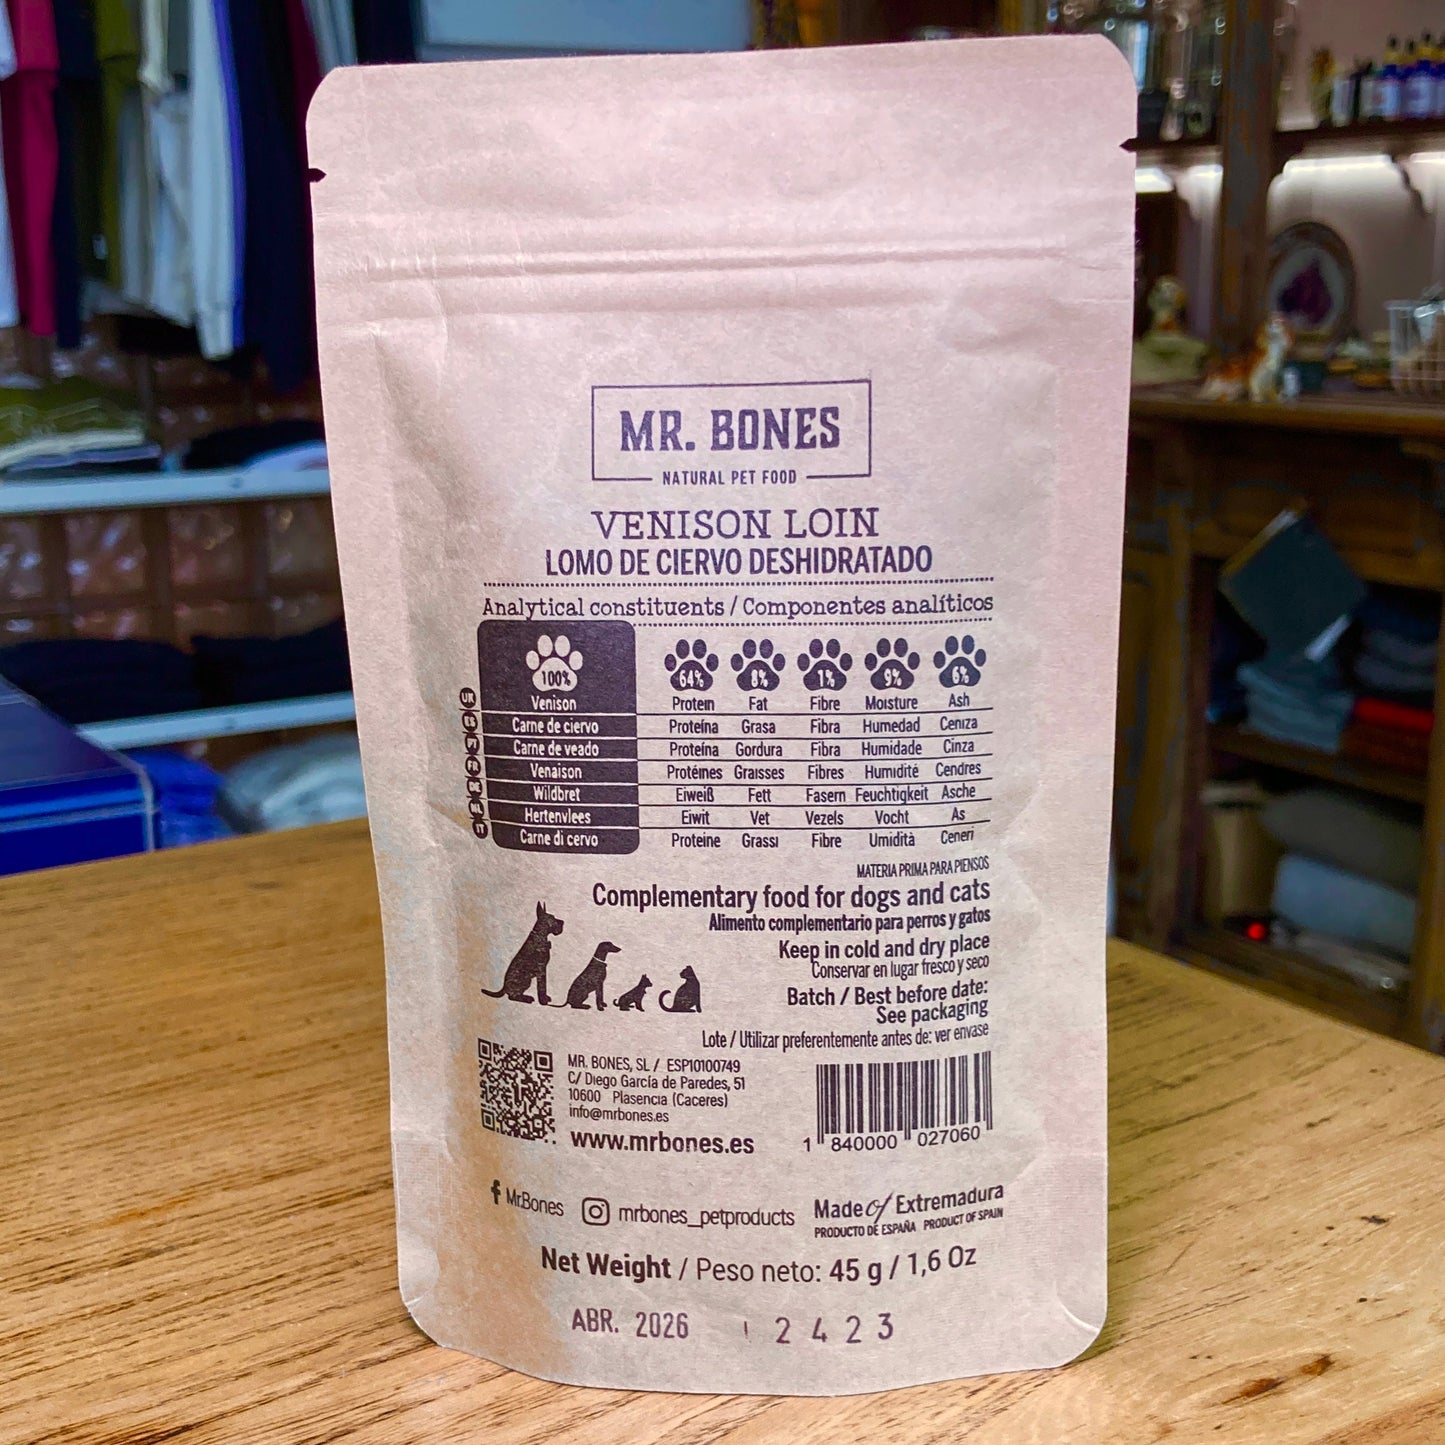 MR. BONES
NATURAL PET FOOD
VENISON LOIN
LOMO DE CIERVO DESHIDRATADO
Analytical constituents / Componentes analíticos
100% 64% 8% 1% 9% 6%
UK Venison Protein Fat Fibre Moisture Ash
Carne de ciervo Proteína Grasa Fibra Humedad Ceniza
Carne de veado Proteína Gordura Fibra Humidade Cinza
Venaison Protéines Graisses Fibres Humidité Cendres
Wildbret Eiweiß Fett Fasern Feuchtigkeit Asche
Hertenvlees Eiwit Vet Vezels Vocht As
IT Carne di cervo Proteine Grassi Fibre Umidità Ceneri
MATERIA PRIMA PARA PIENSOS
Complementary food for dogs and cats
Alimento complementario para perros y gatos
Keep in cold and dry place
Conservar en lugar fresco y seco
Batch / Best before date:
See packaging
Lote / Utilizar preferentemente antes de: ver envase
MR. BONES, SL / ESP10100749
C/ Diego García de Paredes, 51
10600 Plasencia (Caceres)
info@mrbones.es
www.mrbones.es
1 840000 027060
MrBones
mrbones_petproducts
Made of Extremadura
PRODUCTO DE ESPAÑA PRODUCT OF SPAIN
Net Weight / Peso neto: 45 g / 1,6 Oz
ABR. 2026 2423